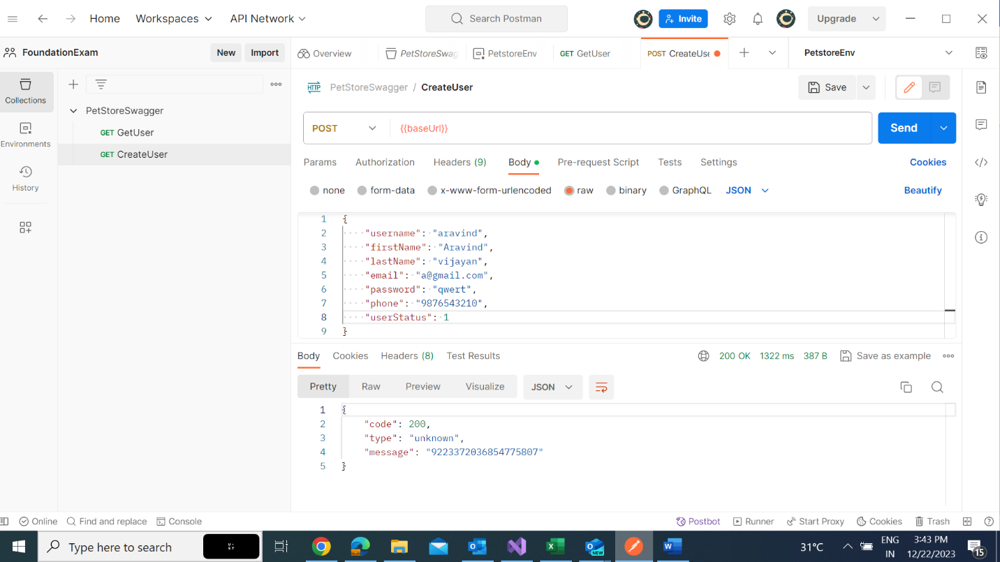 Home Workspaces API Network Search Postman Invite Upgrade
FoundationExam New Import Overview PetStoreSwag PetstoreEnv GET GetUser POST CreateUse PetstoreEnv
Collections
PetStoreSwagger
GET GetUser
GET CreateUser
Environments
History
HTTP PetStoreSwagger / CreateUser Save
POST {{baseUrl}} Send
Params Authorization Headers (9) Body Pre-request Script Tests Settings Cookies
none form-data x-www-form-urlencoded raw binary GraphQL JSON Beautify
1 {
2 "username": "aravind",
3 "firstName": "Aravind",
4 "lastName": "vijayan",
5 "email": "a@gmail.com",
6 "password": "qwert",
7 "phone": "9876543210",
8 "userStatus": 1
9 }
Body Cookies Headers (8) Test Results 200 OK 1322 ms 387 B Save as example
Pretty Raw Preview Visualize JSON
1 {
2 "code": 200,
3 "type": "unknown",
4 "message": "9223372036854775807"
5 }
Online Find and replace Console Postbot Runner Start Proxy Cookies Trash
Type here to search 31°C ENG 3:43 PM
IN 12/22/2023 15